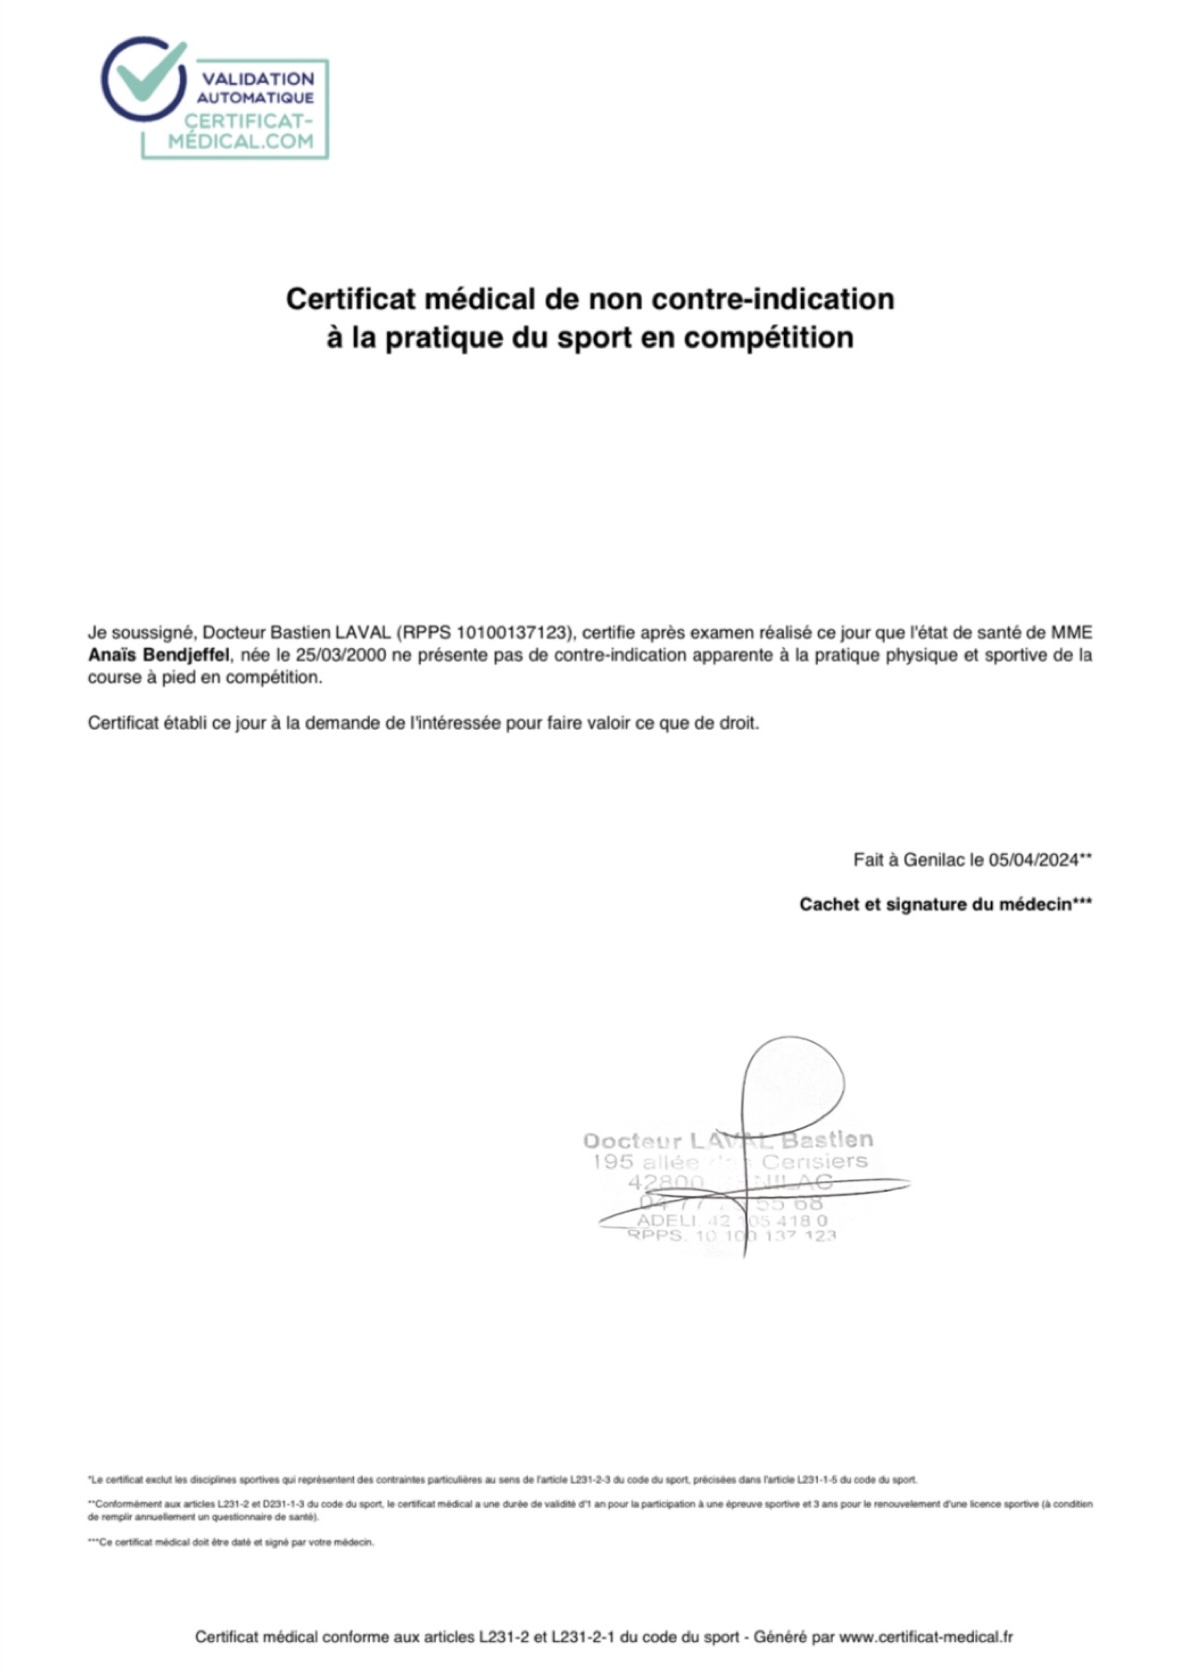 VALIDATION
AUTOMATIQUE
CERTIFICAT-
MÉDICAL.COM
Certificat médical de non contre-indication
à la pratique du sport en compétition
Je soussigné, Docteur Bastien LAVAL (RPPS 10100137123), certifie après examen réalisé ce jour que l'état de santé de MME
Anaïs Bendjeffel, née le 25/03/2000 ne présente pas de contre-indication apparente à la pratique physique et sportive de la
course à pied en compétition.
Certificat établi ce jour à la demande de l'intéressée pour faire valoir ce que de droit.
Fait à Genilac le 05/04/2024**
Cachet et signature du médecin***
Docteur LAVAL Bastien
195 allée des Cerisiers
42800
04 77 55 68
ADELI. 42 05 418 0
RPPS. 10 100 137 123
*Le certificat exclut les disciplines sportives qui représentent des contraintes particulières au sens de l'article L231-2-3 du code du sport, précisées dans l'article L231-1-5 du code du sport.
**Conformément aux articles L231-2 et D231-1-3 du code du sport, le certificat médical a une durée de validité d'1 an pour la participation à une épreuve sportive et 3 ans pour le renouvelement d'une licence sportive (à condition
de remplir annuellement un questionnaire de santé).
***Ce certificat médical doit être daté et signé par votre médecin.
Certificat médical conforme aux articles L231-2 et L231-2-1 du code du sport - Généré par www.certificat-medical.fr